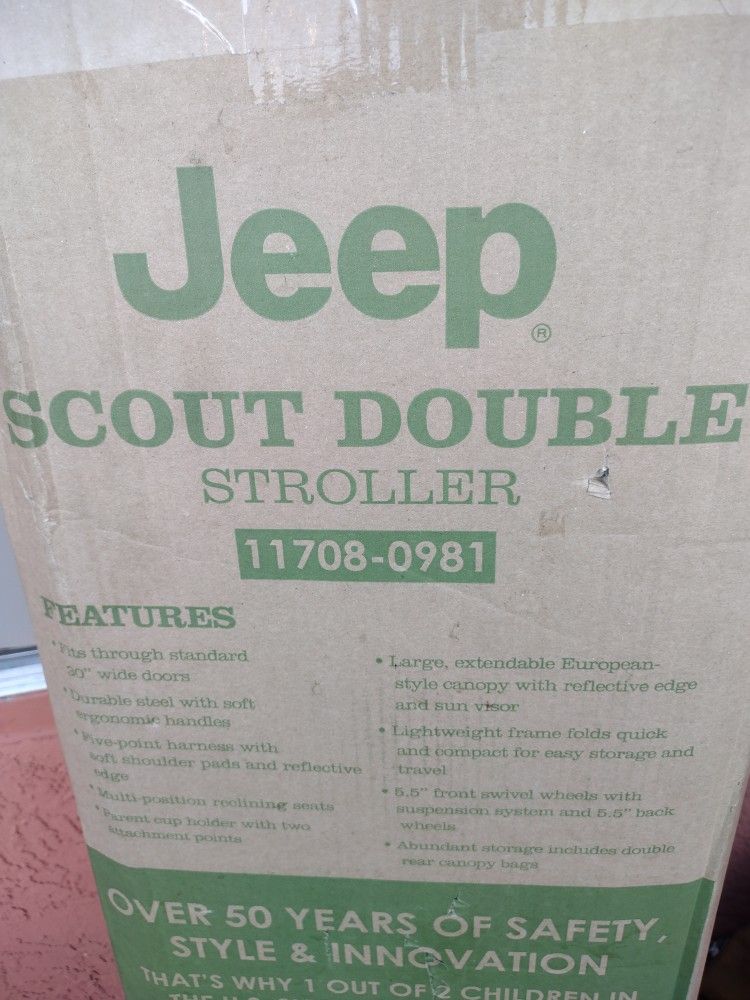 Jeep®
SCOUT DOUBLE
STROLLER
11708-0981
FEATURES
• Fits through standard
30" wide doors
• Durable steel with soft
ergonomic handles
• Five-point harness with
soft shoulder pads and reflective
edge
• Multi-position reclining seats
• Parent cup holder with two
attachment points
• Large, extendable European-
style canopy with reflective edge
and sun visor
• Lightweight frame folds quick
and compact for easy storage and
travel
• 5.5" front swivel wheels with
suspension system and 5.5" back
wheels
• Abundant storage includes double
rear canopy bags
OVER 50 YEARS OF SAFETY,
STYLE & INNOVATION
THAT'S WHY 1 OUT OF 2 CHILDREN IN
THE U.S.